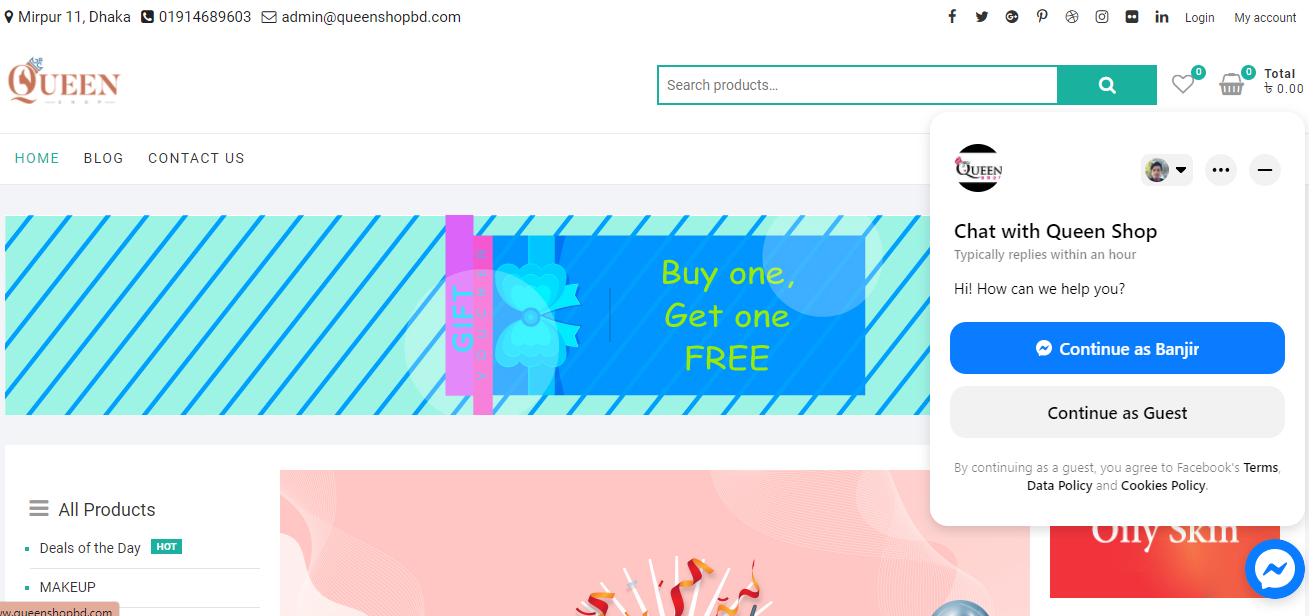 Mirpur 11, Dhaka 01914689603 admin@queenshopbd.com Login My account
QUEEN
SHOP
Search products...
0 0 Total
৳ 0.00
HOME BLOG CONTACT US
GIFT
VOUCHER
Buy one,
Get one
FREE
QUEEN
SHOP
Chat with Queen Shop
Typically replies within an hour
Hi! How can we help you?
Continue as Banjir
Continue as Guest
By continuing as a guest, you agree to Facebook's Terms,
Data Policy and Cookies Policy.
All Products
Deals of the Day HOT
MAKEUP
Oily Skin
w.queenshopbd.com